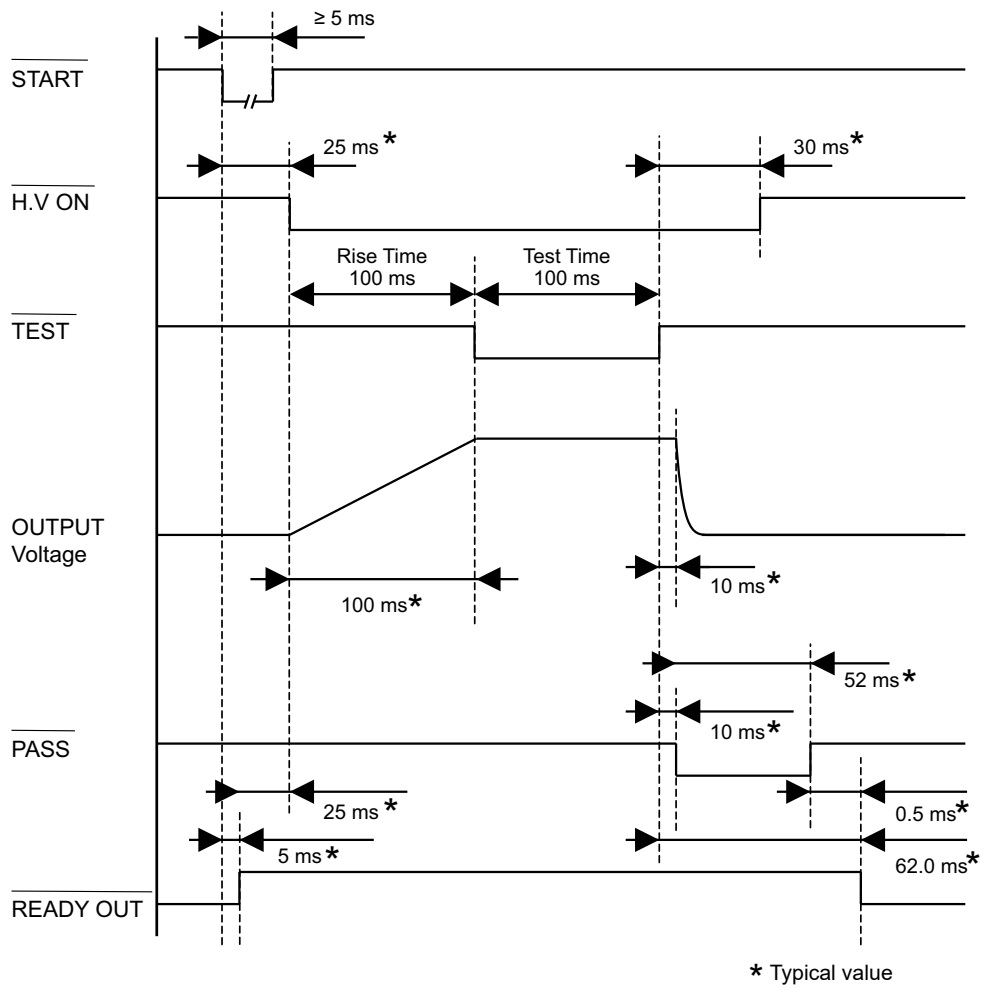 ≥ 5 ms
START
25 ms*
30 ms*
H.V ON
Rise Time
100 ms
Test Time
100 ms
TEST
OUTPUT
Voltage
10 ms*
100 ms*
52 ms*
10 ms*
PASS
25 ms*
0.5 ms*
5 ms*
62.0 ms*
READY OUT
* Typical value